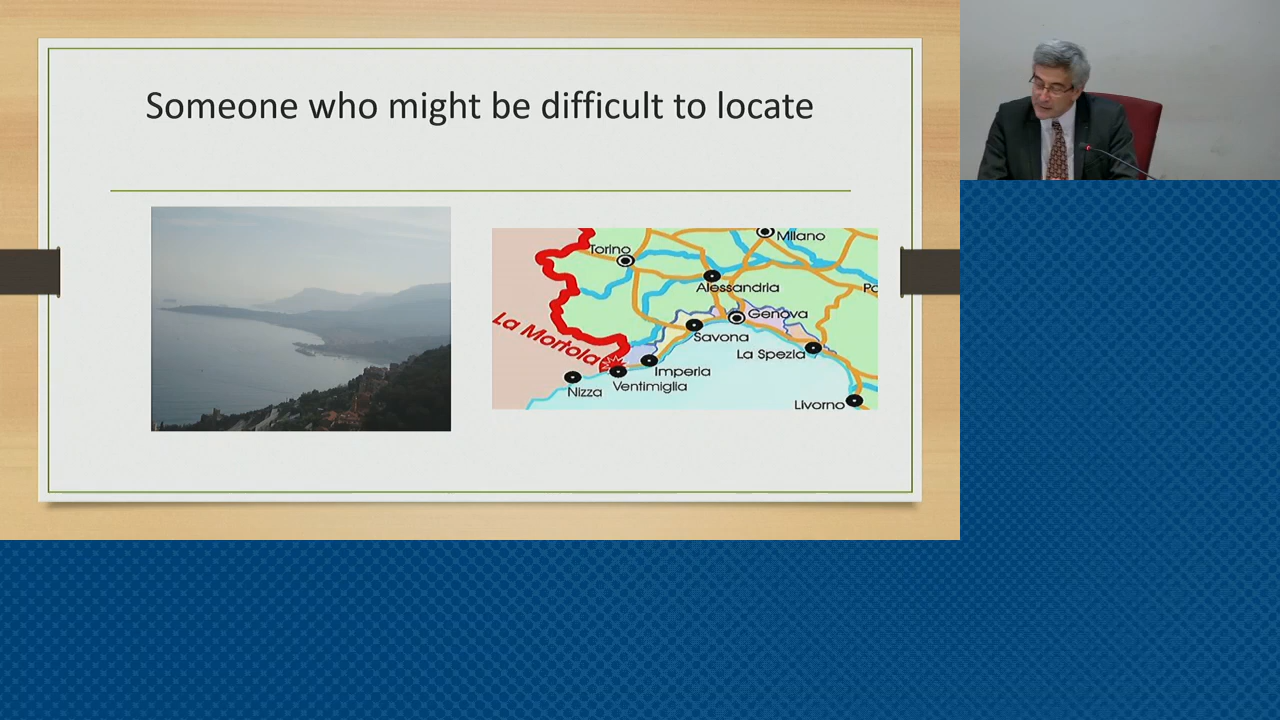 Someone who might be difficult to locate
Milano
Torino
Alessandria
Genova
La Mortola
Savona
La Spezia
Imperia
Ventimiglia
Nizza
Livorno